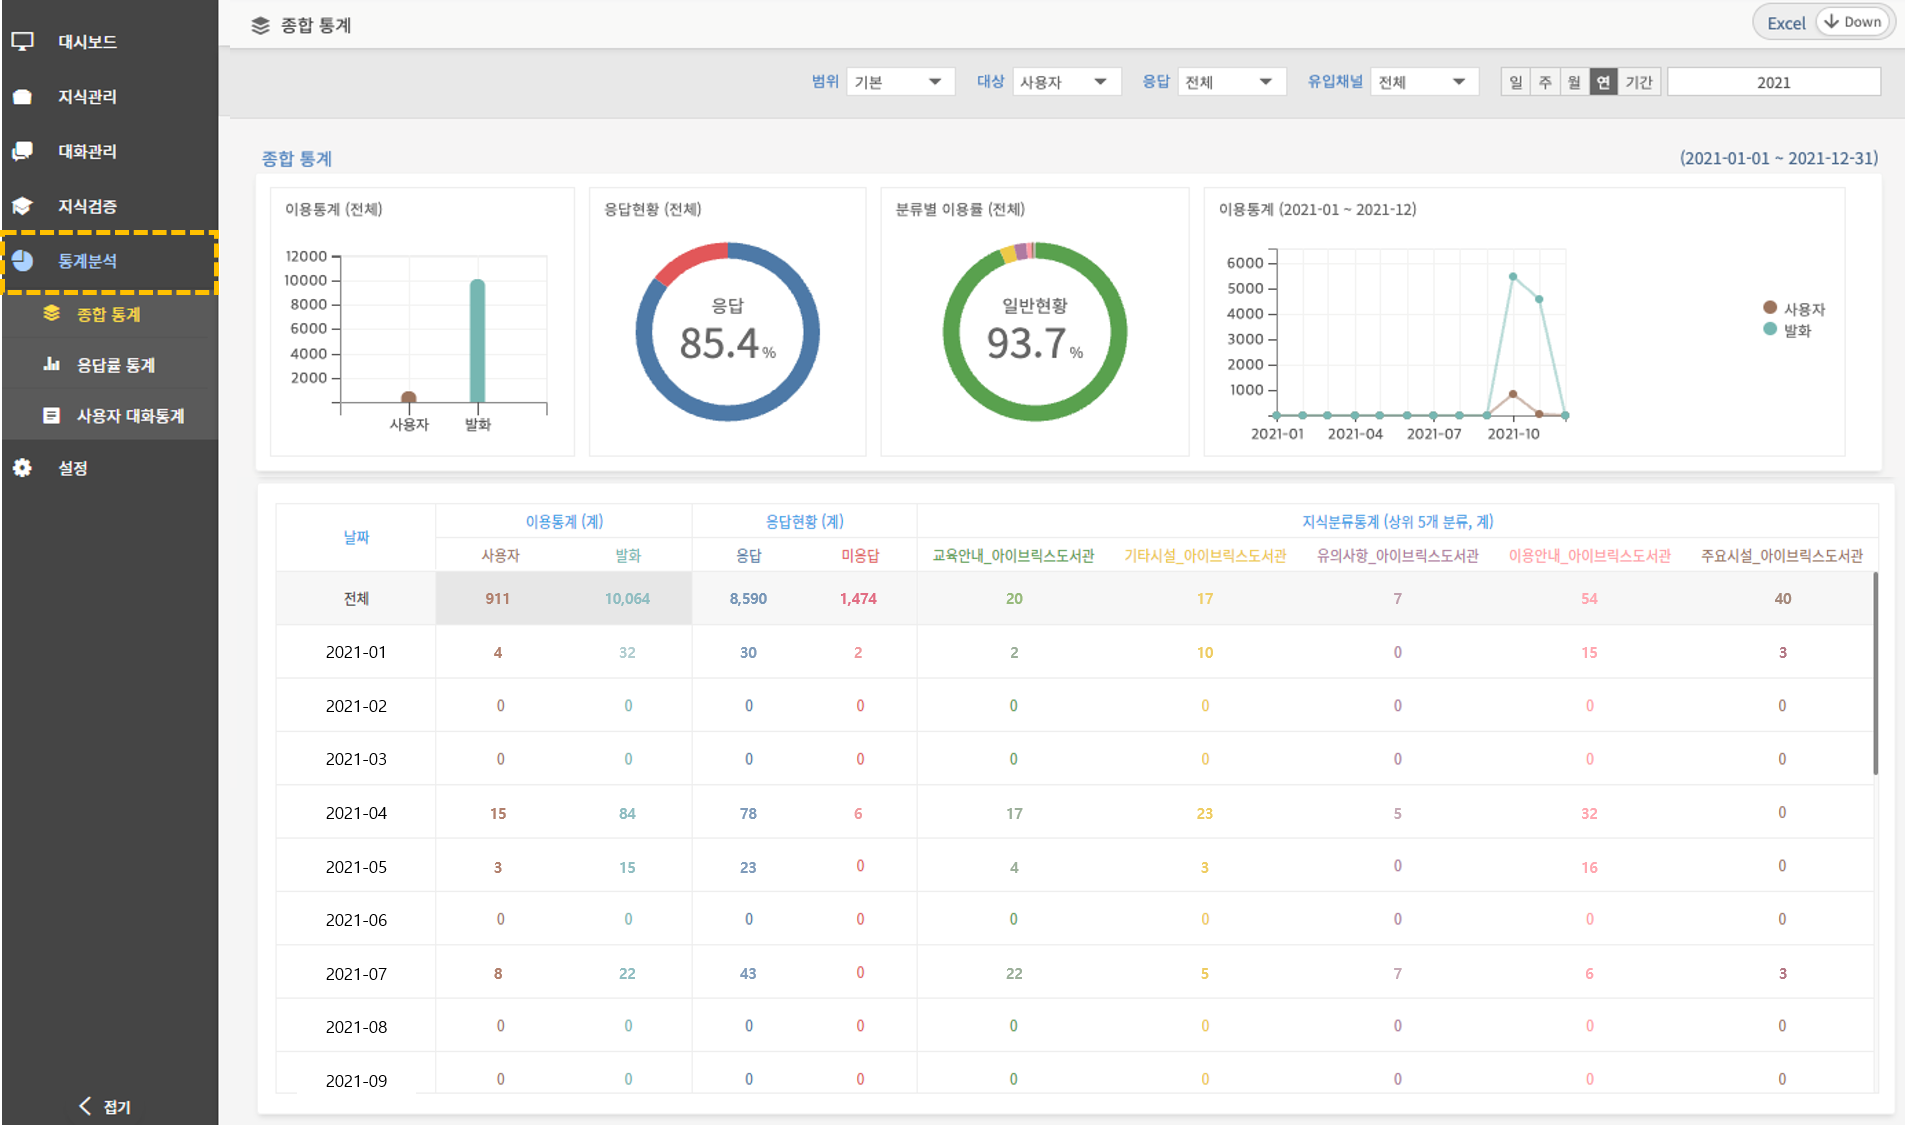 대시보드
지식관리
대화관리
지식검증
통계분석
종합 통계
응답률 통계
사용자 대화통계
설정
접기
종합 통계
Excel Down
범위 기본 대상 사용자 응답 전체 유입채널 전체 일 주 월 연 기간 2021
종합 통계 (2021-01-01 ~ 2021-12-31)
이용통계 (전체)
12000
10000
8000
6000
4000
2000
사용자 발화
응답현황 (전체)
응답
85.4%
분류별 이용률 (전체)
일반현황
93.7%
이용통계 (2021-01 ~ 2021-12)
6000
5000
4000
3000
2000
1000
2021-01 2021-04 2021-07 2021-10
사용자
발화
날짜 이용통계 (계) 응답현황 (계) 지식분류통계 (상위 5개 분류, 계)
사용자 발화 응답 미응답 교육안내_아이브릭스도서관 기타시설_아이브릭스도서관 유의사항_아이브릭스도서관 이용안내_아이브릭스도서관 주요시설_아이브릭스도서관
전체 911 10,064 8,590 1,474 20 17 7 54 40
2021-01 4 32 30 2 2 10 0 15 3
2021-02 0 0 0 0 0 0 0 0 0
2021-03 0 0 0 0 0 0 0 0 0
2021-04 15 84 78 6 17 23 5 32 0
2021-05 3 15 23 0 4 3 0 16 0
2021-06 0 0 0 0 0 0 0 0 0
2021-07 8 22 43 0 22 5 7 6 3
2021-08 0 0 0 0 0 0 0 0 0
2021-09 0 0 0 0 0 0 0 0 0